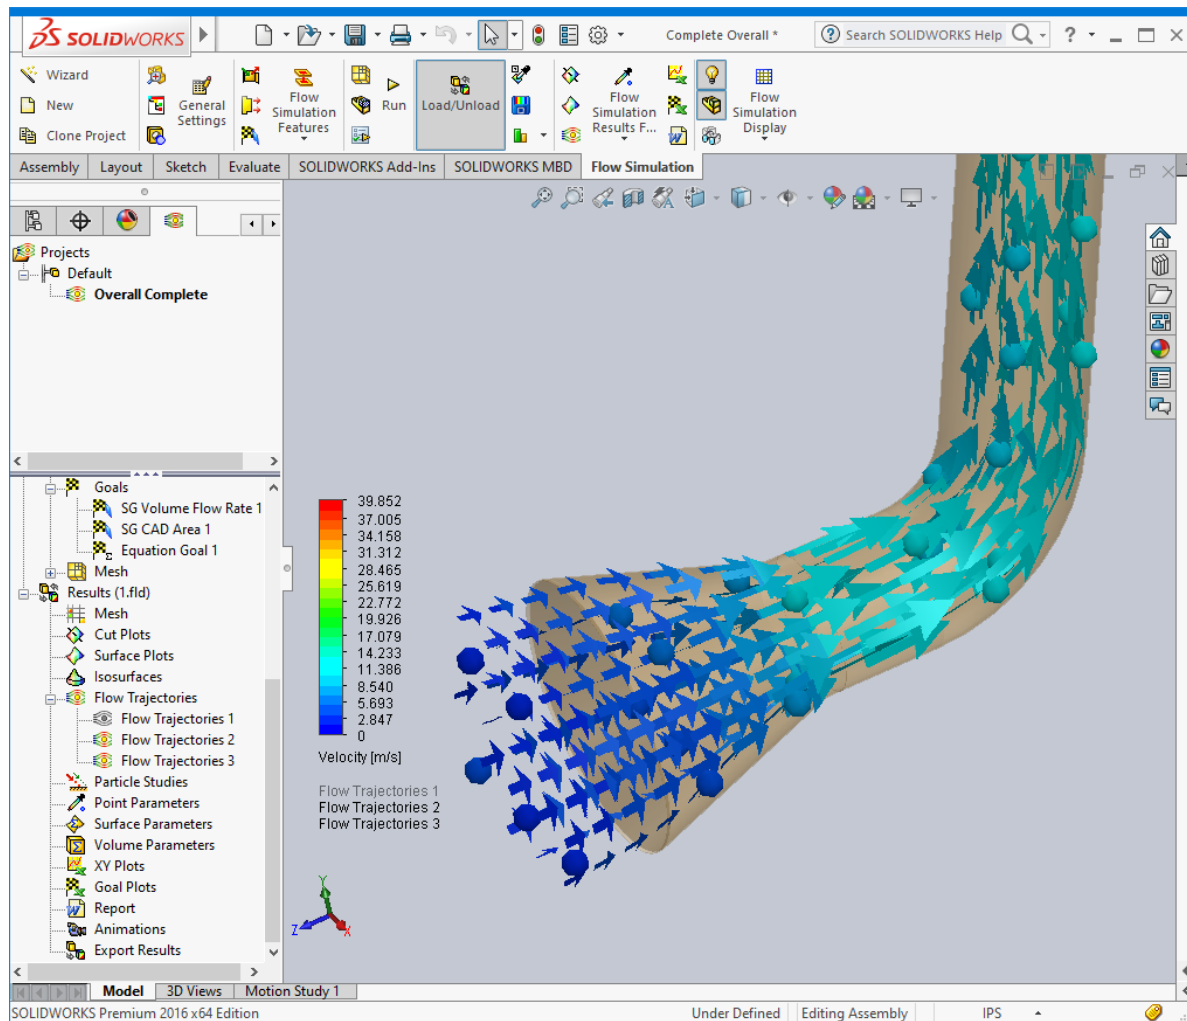 SOLIDWORKS
Complete Overall *
Search SOLIDWORKS Help
?
Wizard
New
Clone Project
General
Settings
Flow
Simulation
Features
Run
Load/Unload
Flow
Simulation
Results F...
Flow
Simulation
Display
Assembly
Layout
Sketch
Evaluate
SOLIDWORKS Add-Ins
SOLIDWORKS MBD
Flow Simulation
Projects
Default
Overall Complete
Goals
SG Volume Flow Rate 1
SG CAD Area 1
Equation Goal 1
Mesh
Results (1.fld)
Mesh
Cut Plots
Surface Plots
Isosurfaces
Flow Trajectories
Flow Trajectories 1
Flow Trajectories 2
Flow Trajectories 3
Particle Studies
Point Parameters
Surface Parameters
Volume Parameters
XY Plots
Goal Plots
Report
Animations
Export Results
39.852
37.005
34.158
31.312
28.465
25.619
22.772
19.926
17.079
14.233
11.386
8.540
5.693
2.847
0
Velocity [m/s]
Flow Trajectories 1
Flow Trajectories 2
Flow Trajectories 3
Y
Z
X
Model
3D Views
Motion Study 1
SOLIDWORKS Premium 2016 x64 Edition
Under Defined
Editing Assembly
IPS